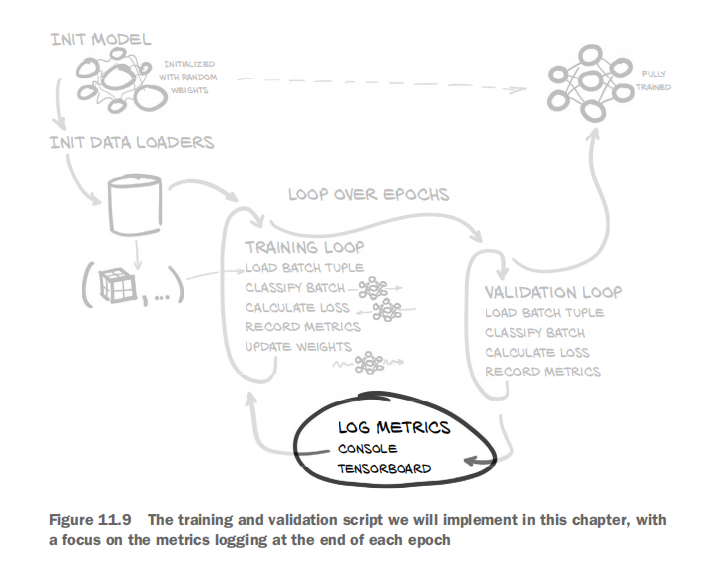 INIT MODEL
INITIALIZED
WITH RANDOM
WEIGHTS
FULLY
TRAINED
INIT DATA LOADERS
LOOP OVER EPOCHS
( , ... )
TRAINING LOOP
LOAD BATCH TUPLE
CLASSIFY BATCH
CALCULATE LOSS
RECORD METRICS
UPDATE WEIGHTS
VALIDATION LOOP
LOAD BATCH TUPLE
CLASSIFY BATCH
CALCULATE LOSS
RECORD METRICS
LOG METRICS
CONSOLE
TENSORBOARD
Figure 11.9 The training and validation script we will implement in this chapter, with
a focus on the metrics logging at the end of each epoch